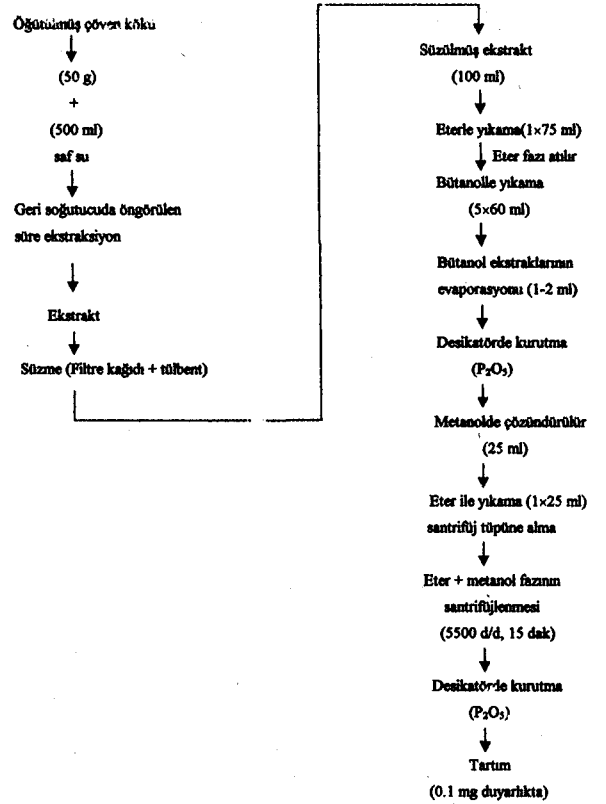 Öğütülmüş çöven kökü
(50 g)
+
(500 ml)
saf su
Geri soğutucuda öngörülen
süre ekstraksiyon
Ekstrakt
Süzme (Filtre kağıdı + tülbent)
Süzülmüş ekstrakt
(100 ml)
Eterle yıkama(1×75 ml)
Eter fazı atılır
Bütanolle yıkama
(5×60 ml)
Bütanol ekstraklarının
evaporasyonu (1-2 ml)
Desikatörde kurutma
(P₂O₅)
Metanolde çözündürülür
(25 ml)
Eter ile yıkama (1×25 ml)
santrifüj tüpüne alma
Eter + metanol fazının
santrifüjlenmesi
(5500 d/d, 15 dak)
Desikatörde kurutma
(P₂O₅)
Tartım
(0.1 mg duyarlıkta)